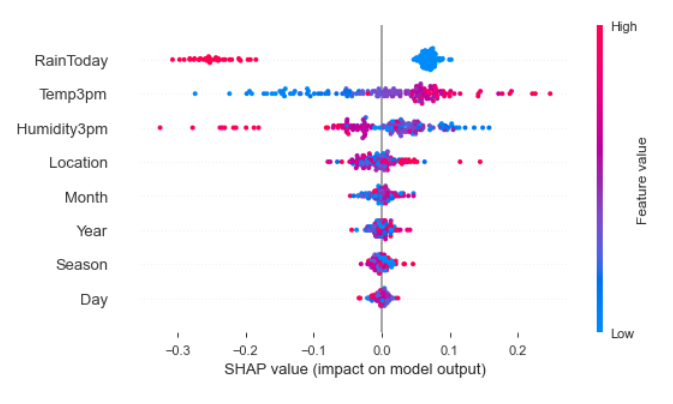 High
RainToday
Temp3pm
Humidity3pm
Location
Month
Year
Season
Day
Feature value
Low
−0.3 −0.2 −0.1 0.0 0.1 0.2
SHAP value (impact on model output)